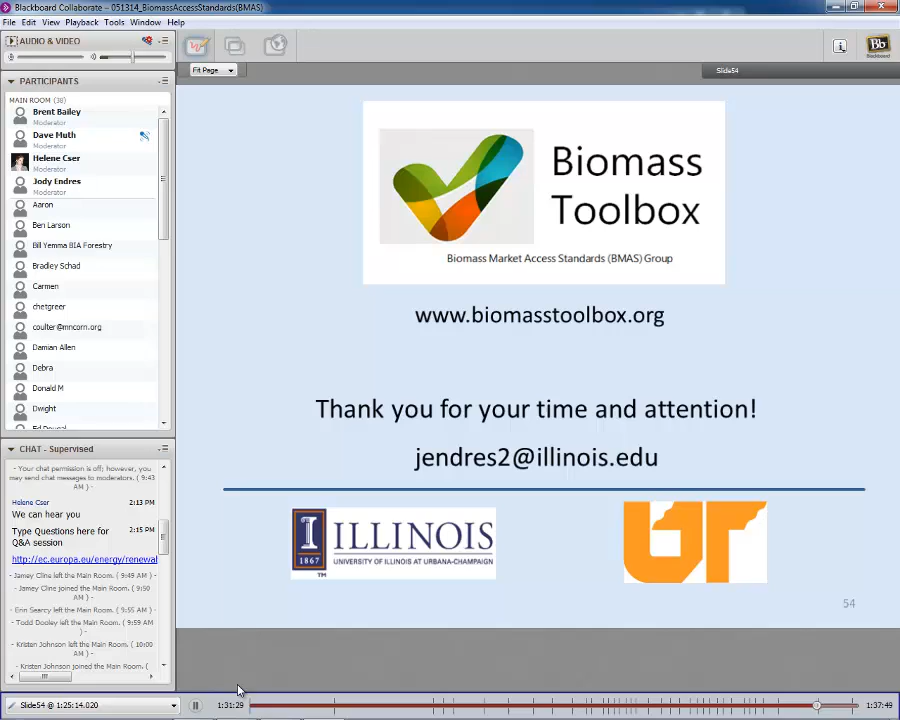 Blackboard Collaborate – 051314_BiomassAccessStandards(BMAS)
File Edit View Playback Tools Window Help
AUDIO & VIDEO
Fit Page
Slide54
Bb
PARTICIPANTS
MAIN ROOM (38)
Brent Bailey
Moderator
Dave Muth
Moderator
Helene Cser
Moderator
Jody Endres
Moderator
Aaron
Ben Larson
Bill Yemma BIA Forestry
Bradley Schad
Carmen
chetgreer
coulter@mncorn.org
Damian Allen
Debra
Donald M
Dwight
CHAT - Supervised
- Your chat permission is off; however, you
may send chat messages to moderators. ( 9:43
AM ) -
Helene Cser 2:13 PM
We can hear you
Type Questions here for 2:15 PM
Q&A session
http://ec.europa.eu/energy/renewal
- Jamey Cline left the Main Room. ( 9:49 AM ) -
- Jamey Cline joined the Main Room. ( 9:50
AM ) -
- Erin Searcy left the Main Room. ( 9:55 AM ) -
- Todd Dooley left the Main Room. ( 9:59 AM
) -
- Kristen Johnson left the Main Room. ( 10:00
AM ) -
- Kristen Johnson joined the Main Room. (
Biomass
Toolbox
Biomass Market Access Standards (BMAS) Group
www.biomasstoolbox.org
Thank you for your time and attention!
jendres2@illinois.edu
I
1867
TM
ILLINOIS
UNIVERSITY OF ILLINOIS AT URBANA-CHAMPAIGN
UT
54
Slide54 @ 1:25:14.020
1:31:29
1:37:49